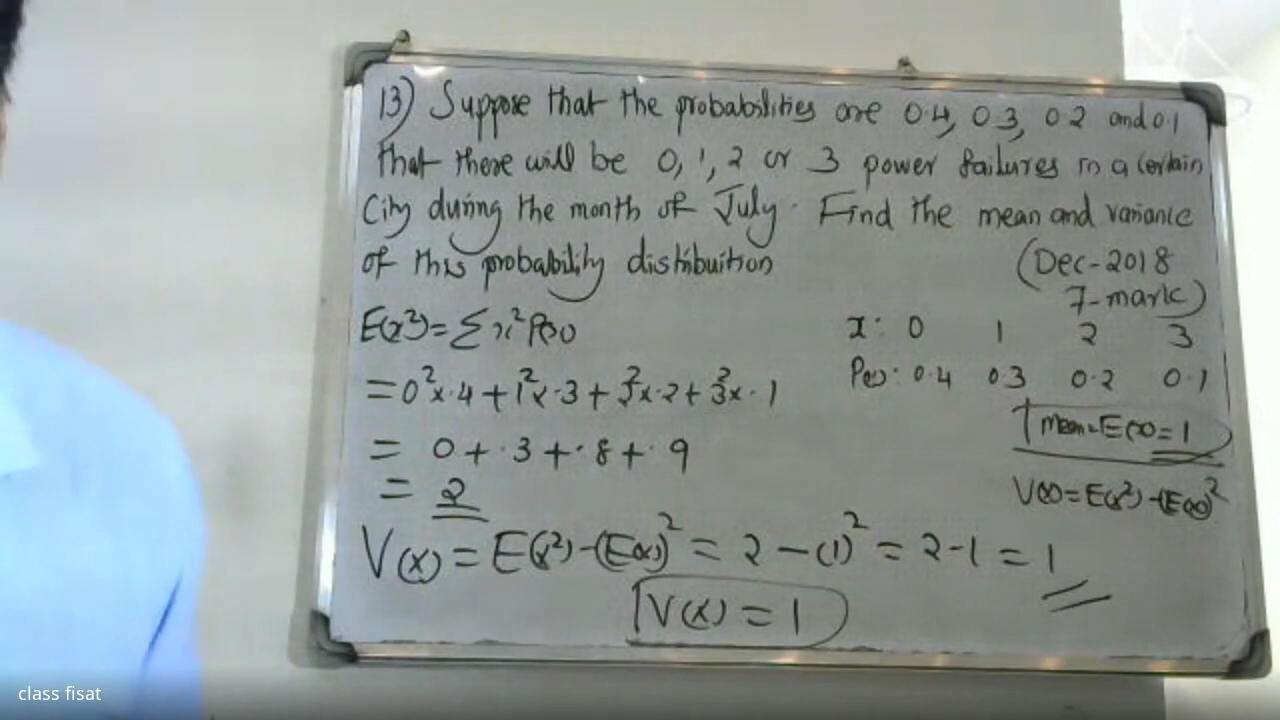 13) Suppose that the probabilities are 0.4, 0.3, 0.2 and 0.1
that there will be 0, 1, 2 or 3 power failures in a certain
City during the month of July. Find the mean and variance
of this probability distribuition
(Dec-2018
7-mark)
E(x²) = Σx²P(x)
= 0²x.4 + 1²x.3 + 2²x.2 + 3²x.1
= 0 + .3 + .8 + .9
= 2
x: 0 1 2 3
P(x): 0.4 0.3 0.2 0.1
mean = E(x) = 1
V(x) = E(x²) - (E(x))²
V(x) = E(x²) - (E(x))² = 2 - (1)² = 2 - 1 = 1
V(x) = 1
class fisat